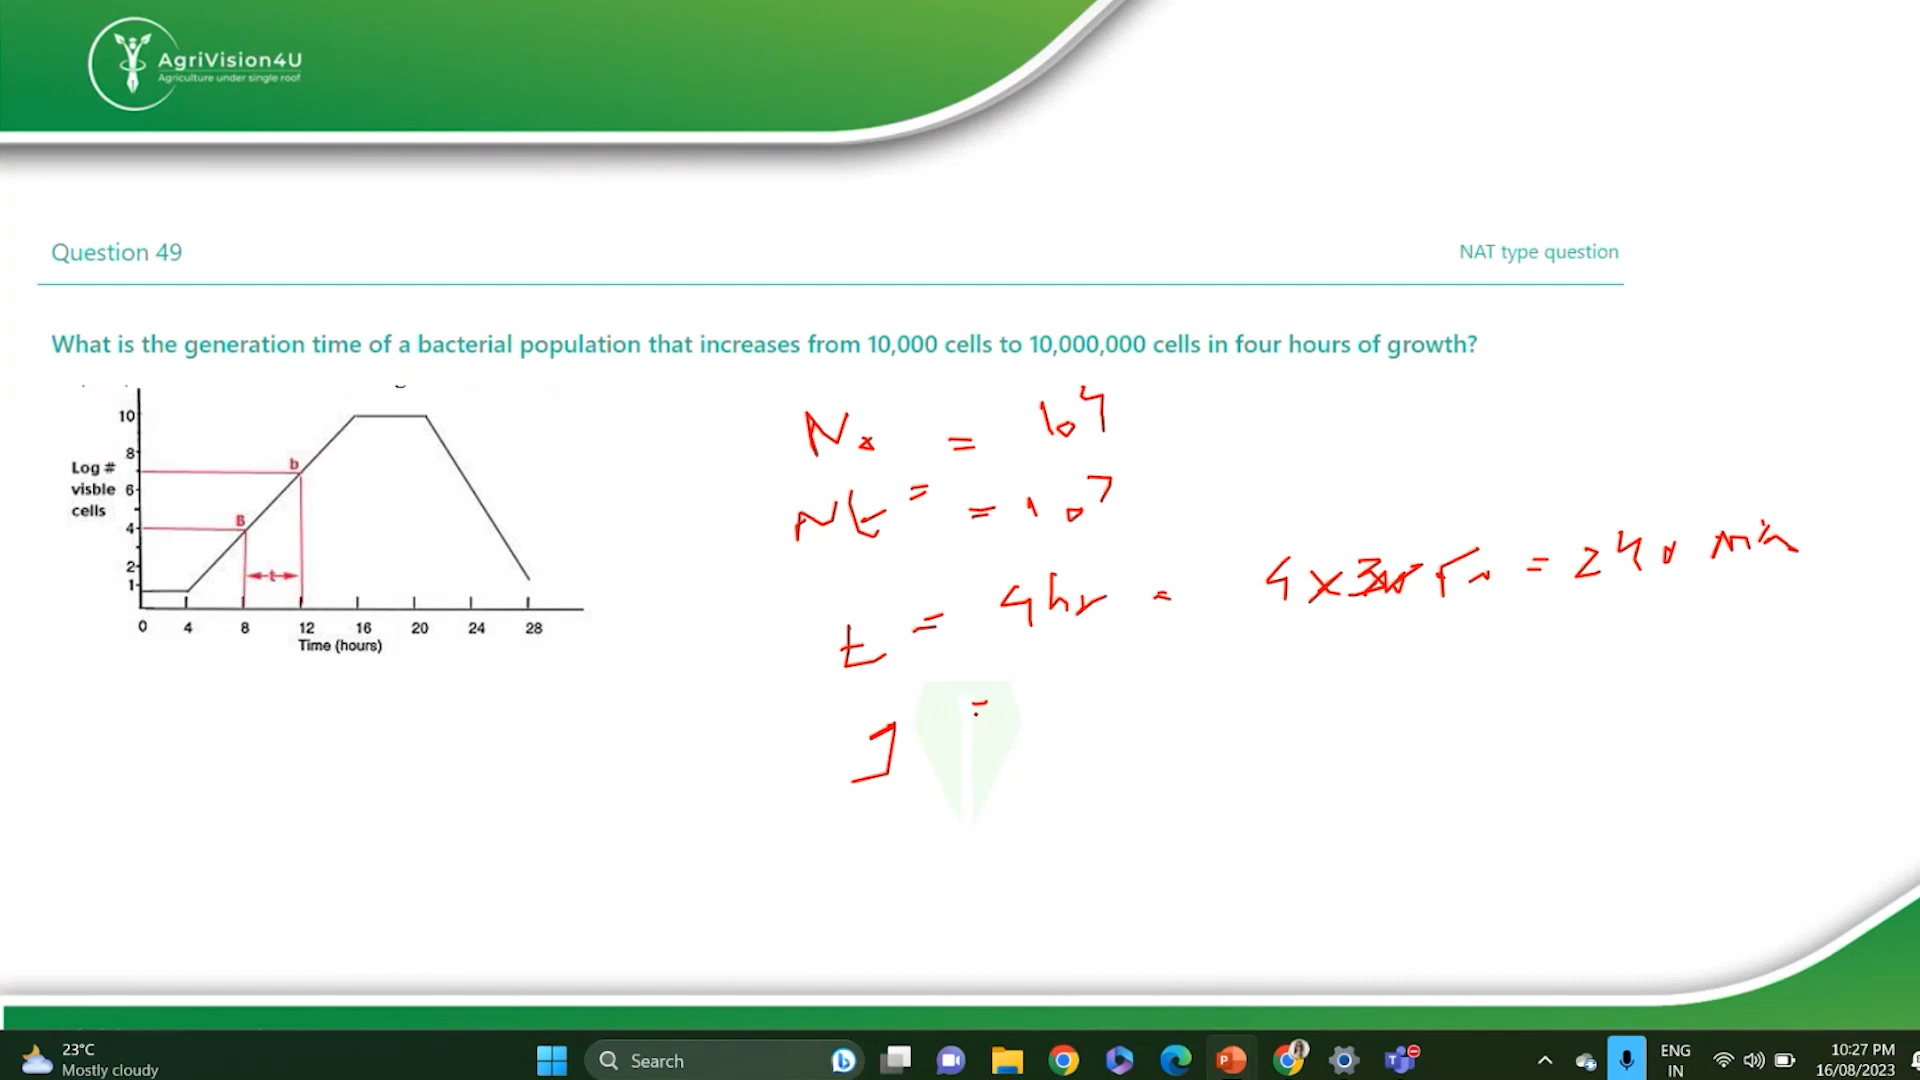 AgriVision4U
Agriculture under single roof
Question 49
NAT type question
What is the generation time of a bacterial population that increases from 10,000 cells to 10,000,000 cells in four hours of growth?
10
8
6
4
2
1
Log #
visble
cells
b
B
t
0 4 8 12 16 20 24 28
Time (hours)
N₀ = 10⁴
Nt = = 10⁷
t = 4hr = 4 × 60 = 240 min
g =
23°C
Mostly cloudy
Search
ENG
IN
10:27 PM
16/08/2023